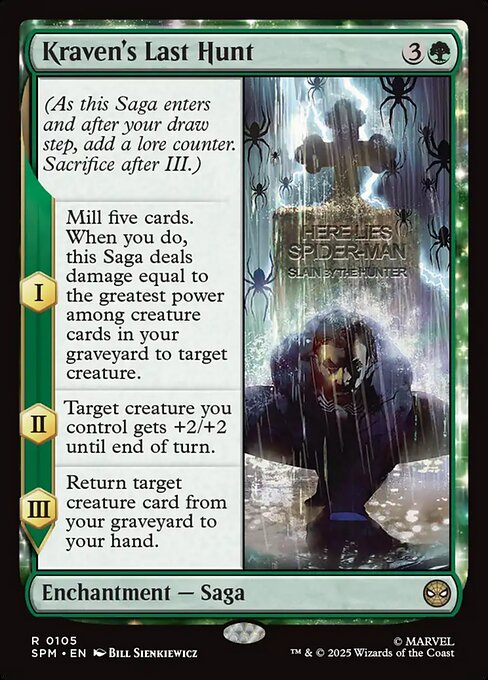 Kraven's Last Hunt 3
(As this Saga enters
and after your draw
step, add a lore counter.
Sacrifice after III.)
I
Mill five cards.
When you do,
this Saga deals
damage equal to
the greatest power
among creature
cards in your
graveyard to target
creature.
II
Target creature you
control gets +2/+2
until end of turn.
III
Return target
creature card from
your graveyard to
your hand.
HERE LIES
SPIDER-MAN
SLAIN BY THE HUNTER
Enchantment — Saga
R 0105
SPM • EN Bill Sienkiewicz
© MARVEL
™ & © 2025 Wizards of the Coast